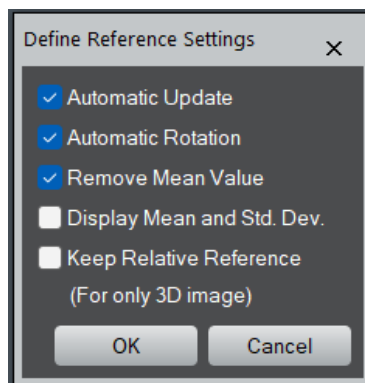 Define Reference Settings
Automatic Update
Automatic Rotation
Remove Mean Value
Display Mean and Std. Dev.
Keep Relative Reference
(For only 3D image)
OK Cancel